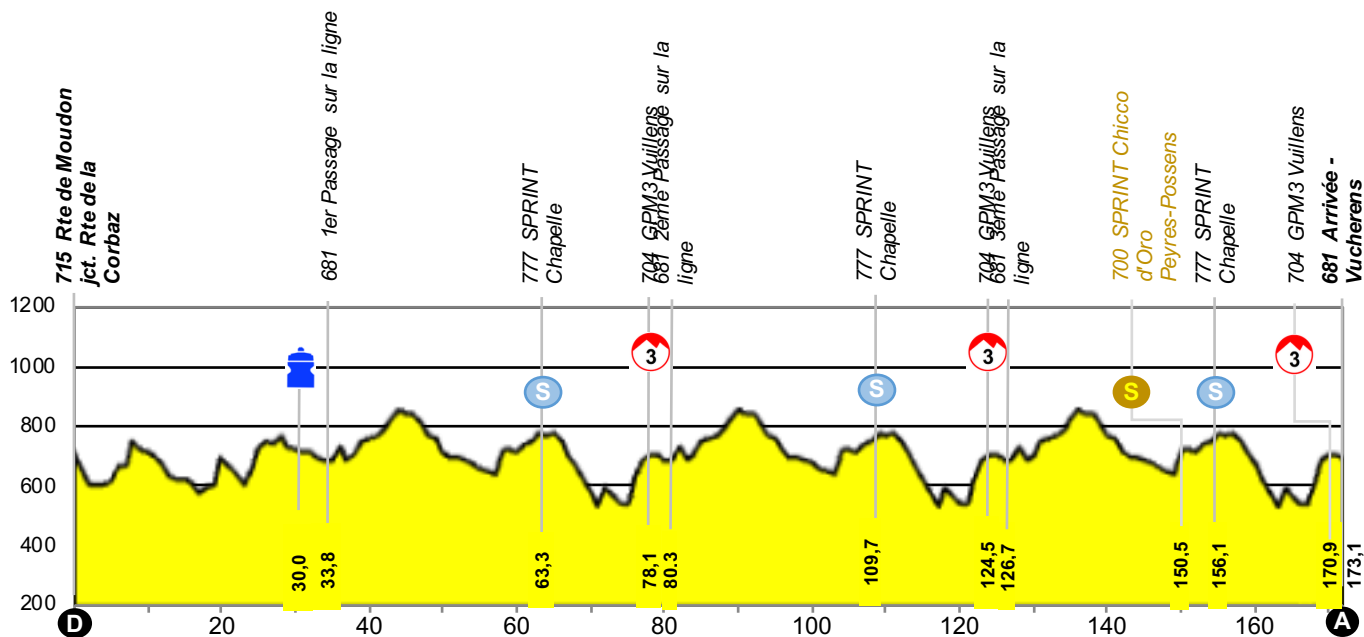 715 Rte de Moudon
jct. Rte de la
Corbaz
681 1er Passage sur la ligne
777 SPRINT
Chapelle
704 GPM3 Vuillens
681 2ème Passage sur la
ligne
777 SPRINT
Chapelle
704 GPM3 Vuillens
681 3ème Passage sur la
ligne
700 SPRINT Chicco
d'Oro
Peyres-Possens
777 SPRINT
Chapelle
704 GPM3 Vuillens
681 Arrivée -
Vucherens
1200
1000
800
600
400
200
3
3
3
S
S
S
S
30,0
33,8
63,3
78,1
80.3
109,7
124,5
126,7
150,5
156,1
170,9
173,1
D
20
40
60
80
100
120
140
160
A